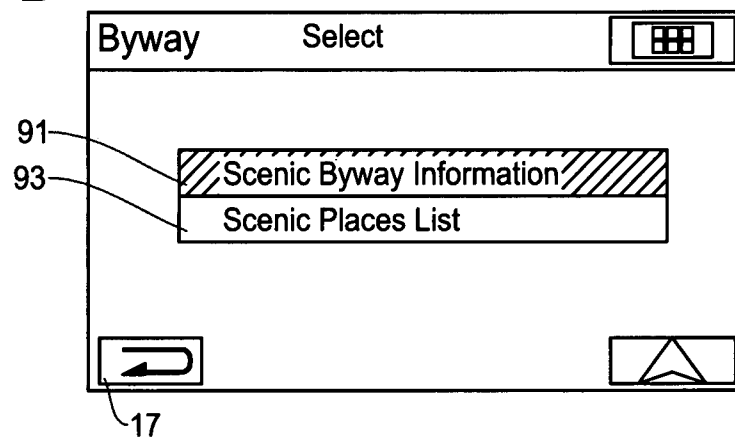 Byway Select
91
Scenic Byway Information
93
Scenic Places List
17